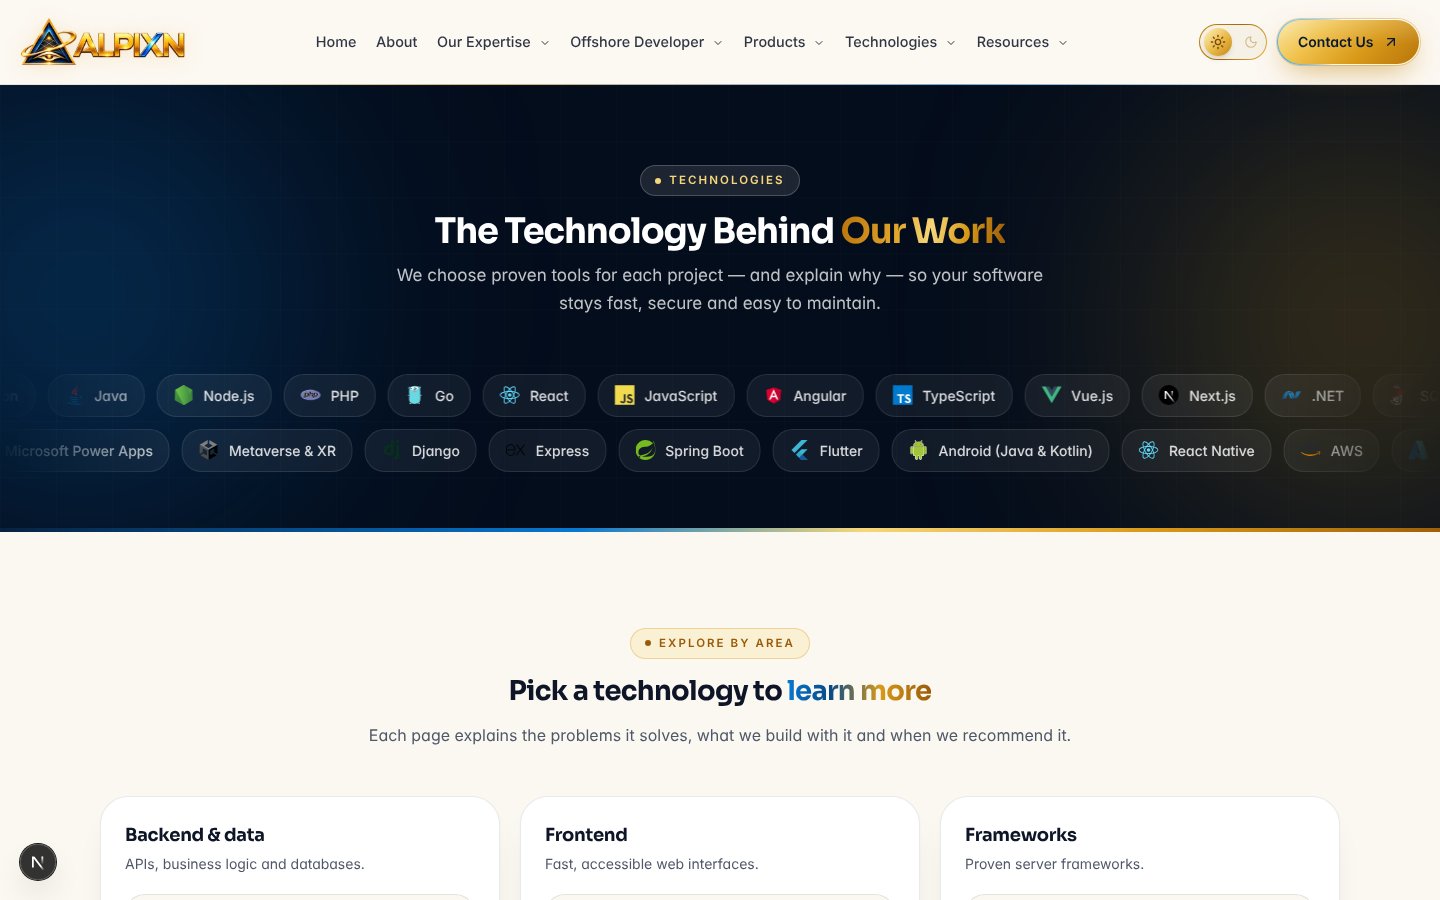 ALPIXN
Home About Our Expertise Offshore Developer Products Technologies Resources
Contact Us
TECHNOLOGIES
The Technology Behind Our Work
We choose proven tools for each project — and explain why — so your software
stays fast, secure and easy to maintain.
Java Node.js PHP Go React JavaScript Angular TypeScript Vue.js Next.js .NET
Microsoft Power Apps Metaverse & XR Django Express Spring Boot Flutter Android (Java & Kotlin) React Native AWS
EXPLORE BY AREA
Pick a technology to learn more
Each page explains the problems it solves, what we build with it and when we recommend it.
Backend & data Frontend Frameworks
APIs, business logic and databases. Fast, accessible web interfaces. Proven server frameworks.
N